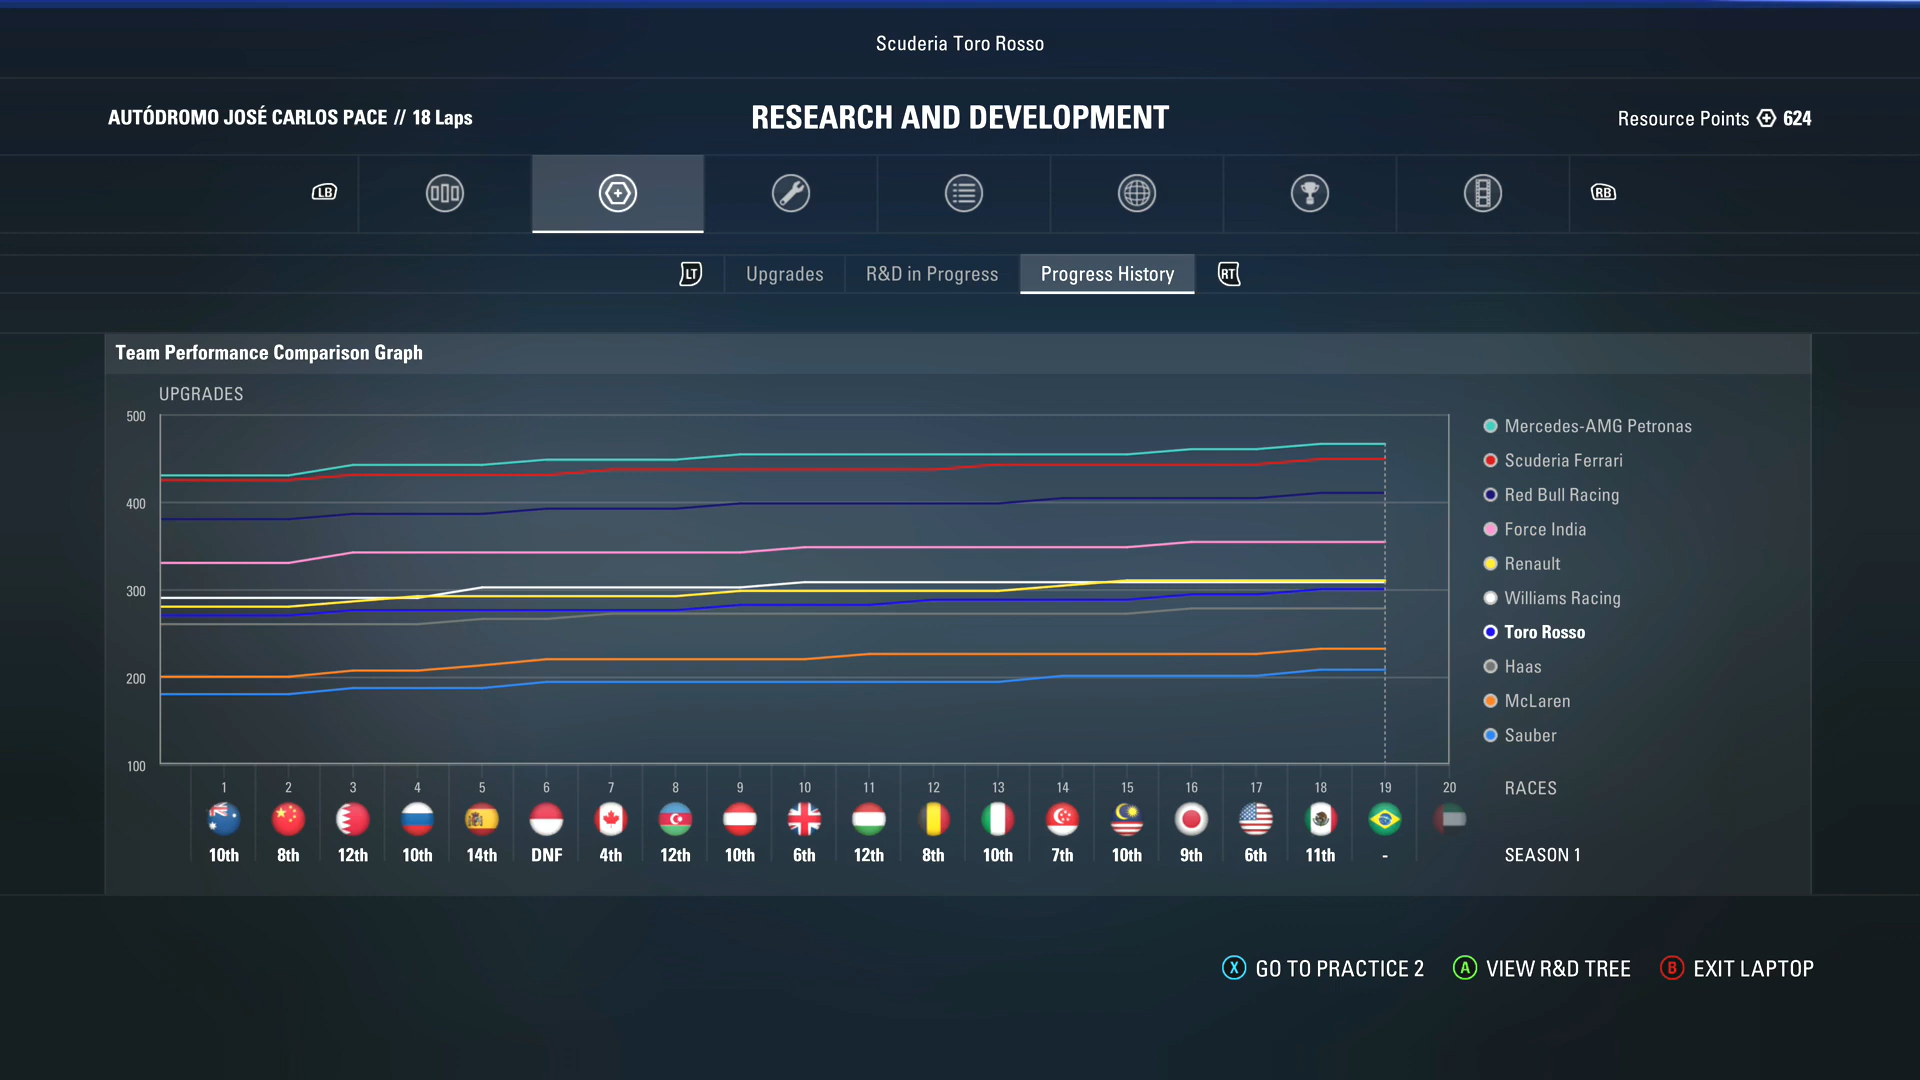 Scuderia Toro Rosso
AUTÓDROMO JOSÉ CARLOS PACE // 18 Laps
RESEARCH AND DEVELOPMENT
Resource Points 624
LB
RB
LT
Upgrades
R&D in Progress
Progress History
RT
Team Performance Comparison Graph
UPGRADES
500
400
300
200
100
Mercedes-AMG Petronas
Scuderia Ferrari
Red Bull Racing
Force India
Renault
Williams Racing
Toro Rosso
Haas
McLaren
Sauber
1 2 3 4 5 6 7 8 9 10 11 12 13 14 15 16 17 18 19 20
RACES
10th 8th 12th 10th 14th DNF 4th 12th 10th 6th 12th 8th 10th 7th 10th 9th 6th 11th -
SEASON 1
X GO TO PRACTICE 2
A VIEW R&D TREE
B EXIT LAPTOP